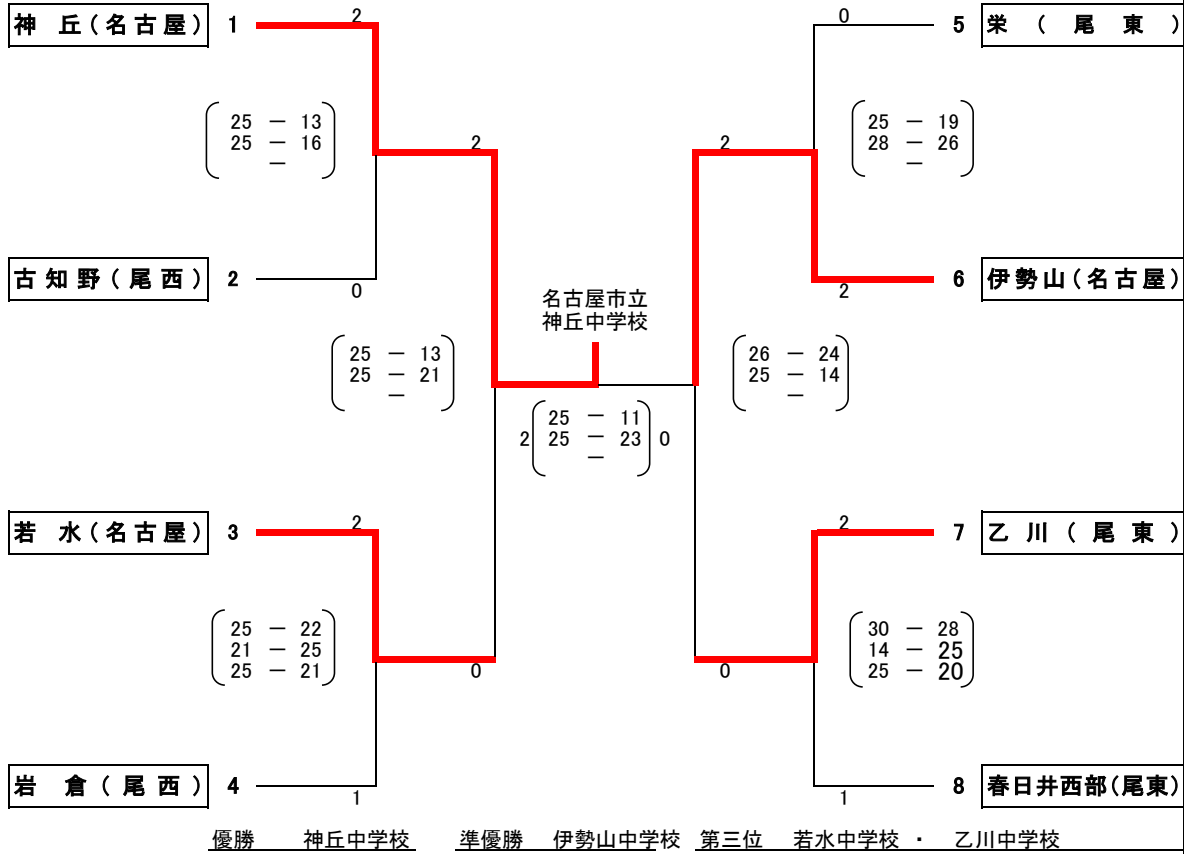 神 丘(名古屋) 1 2
25 － 13
25 － 16
－
2
古知野(尾西) 2 0
25 － 13
25 － 21
－
若 水(名古屋) 3 2
25 － 22
21 － 25
25 － 21
0
岩 倉(尾西) 4 1
名古屋市立
神丘中学校
2 25 － 11 0
25 － 23
－
0 5 栄(尾東)
25 － 19
28 － 26
－
2
2 6 伊勢山(名古屋)
26 － 24
25 － 14
－
2 7 乙川(尾東)
30 － 28
14 － 25
25 － 20
0
1 8 春日井西部(尾東)
優勝 神丘中学校 準優勝 伊勢山中学校 第三位 若水中学校 ・ 乙川中学校